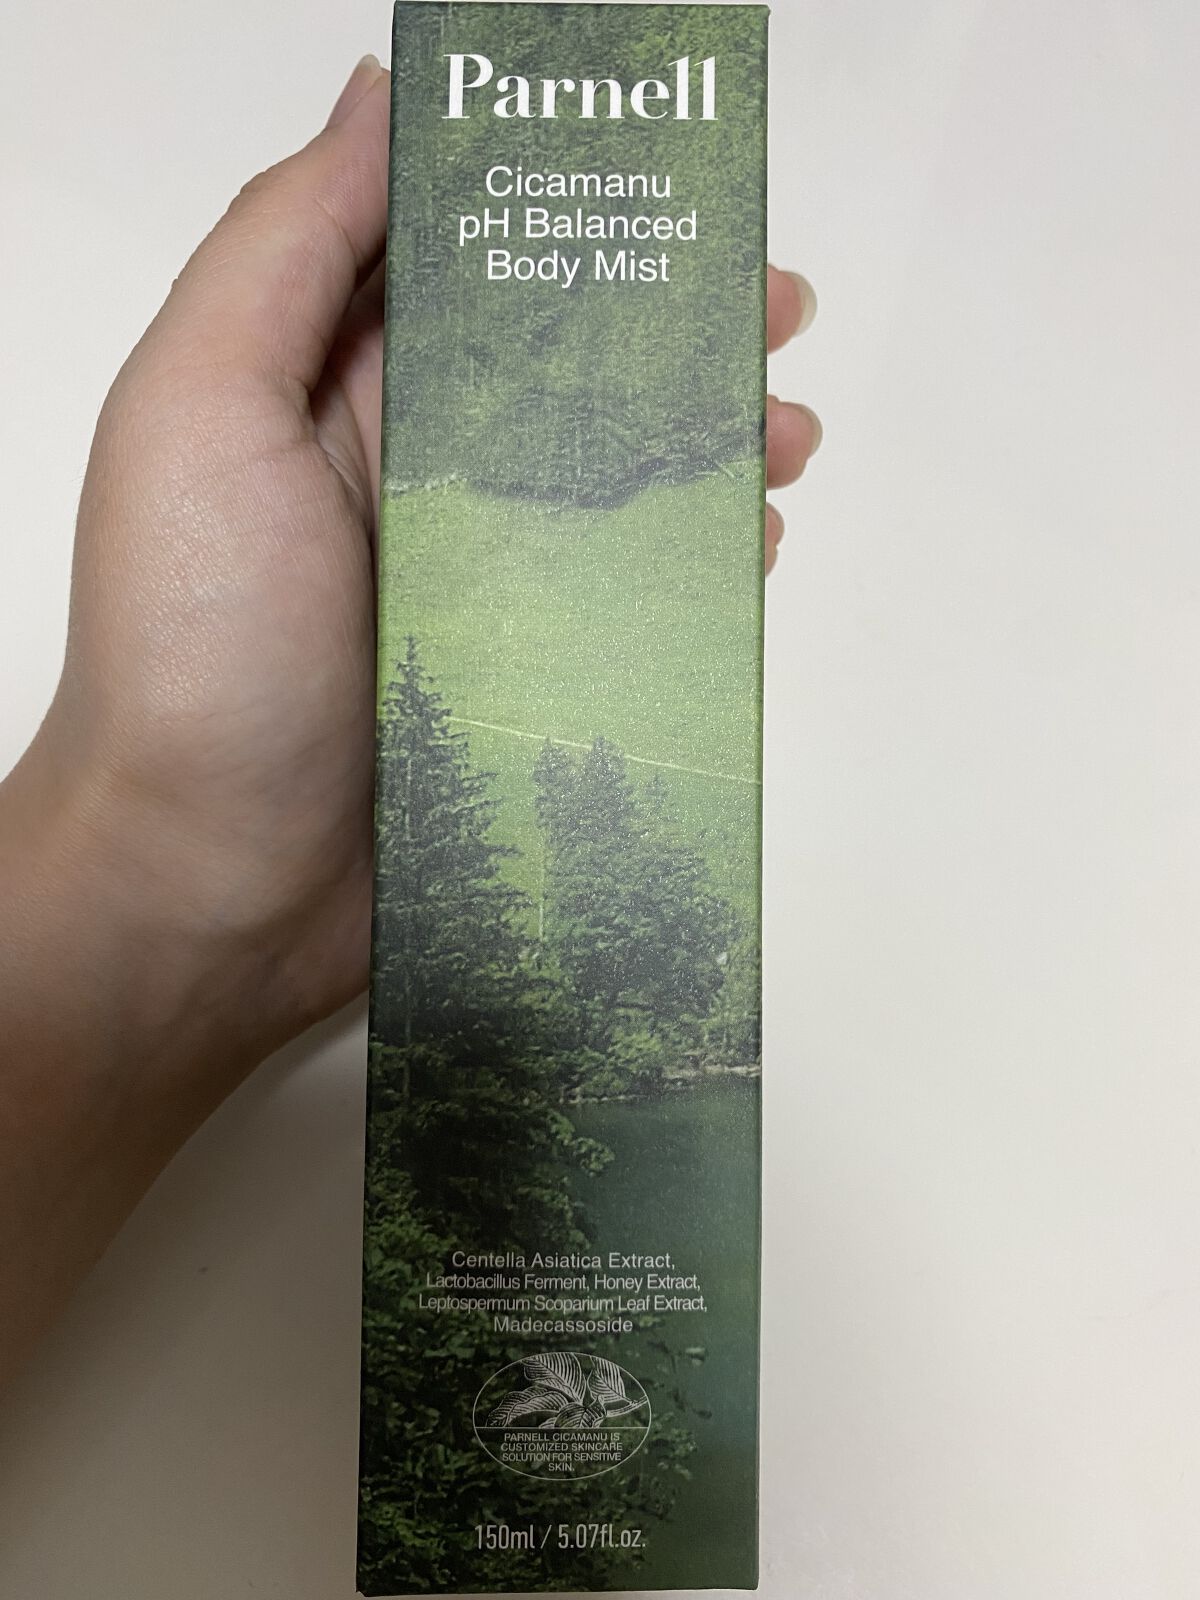 Parnell
Cicamanu
pH Balanced
Body Mist
Centella Asiatica Extract,
Lactobacillus Ferment, Honey Extract,
Leptospermum Scoparium Leaf Extract,
Madecassoside
PARNELL CICAMANU IS
CUSTOMIZED SKINCARE
SOLUTION FOR SENSITIVE
SKIN.
150ml / 5.07fl.oz.